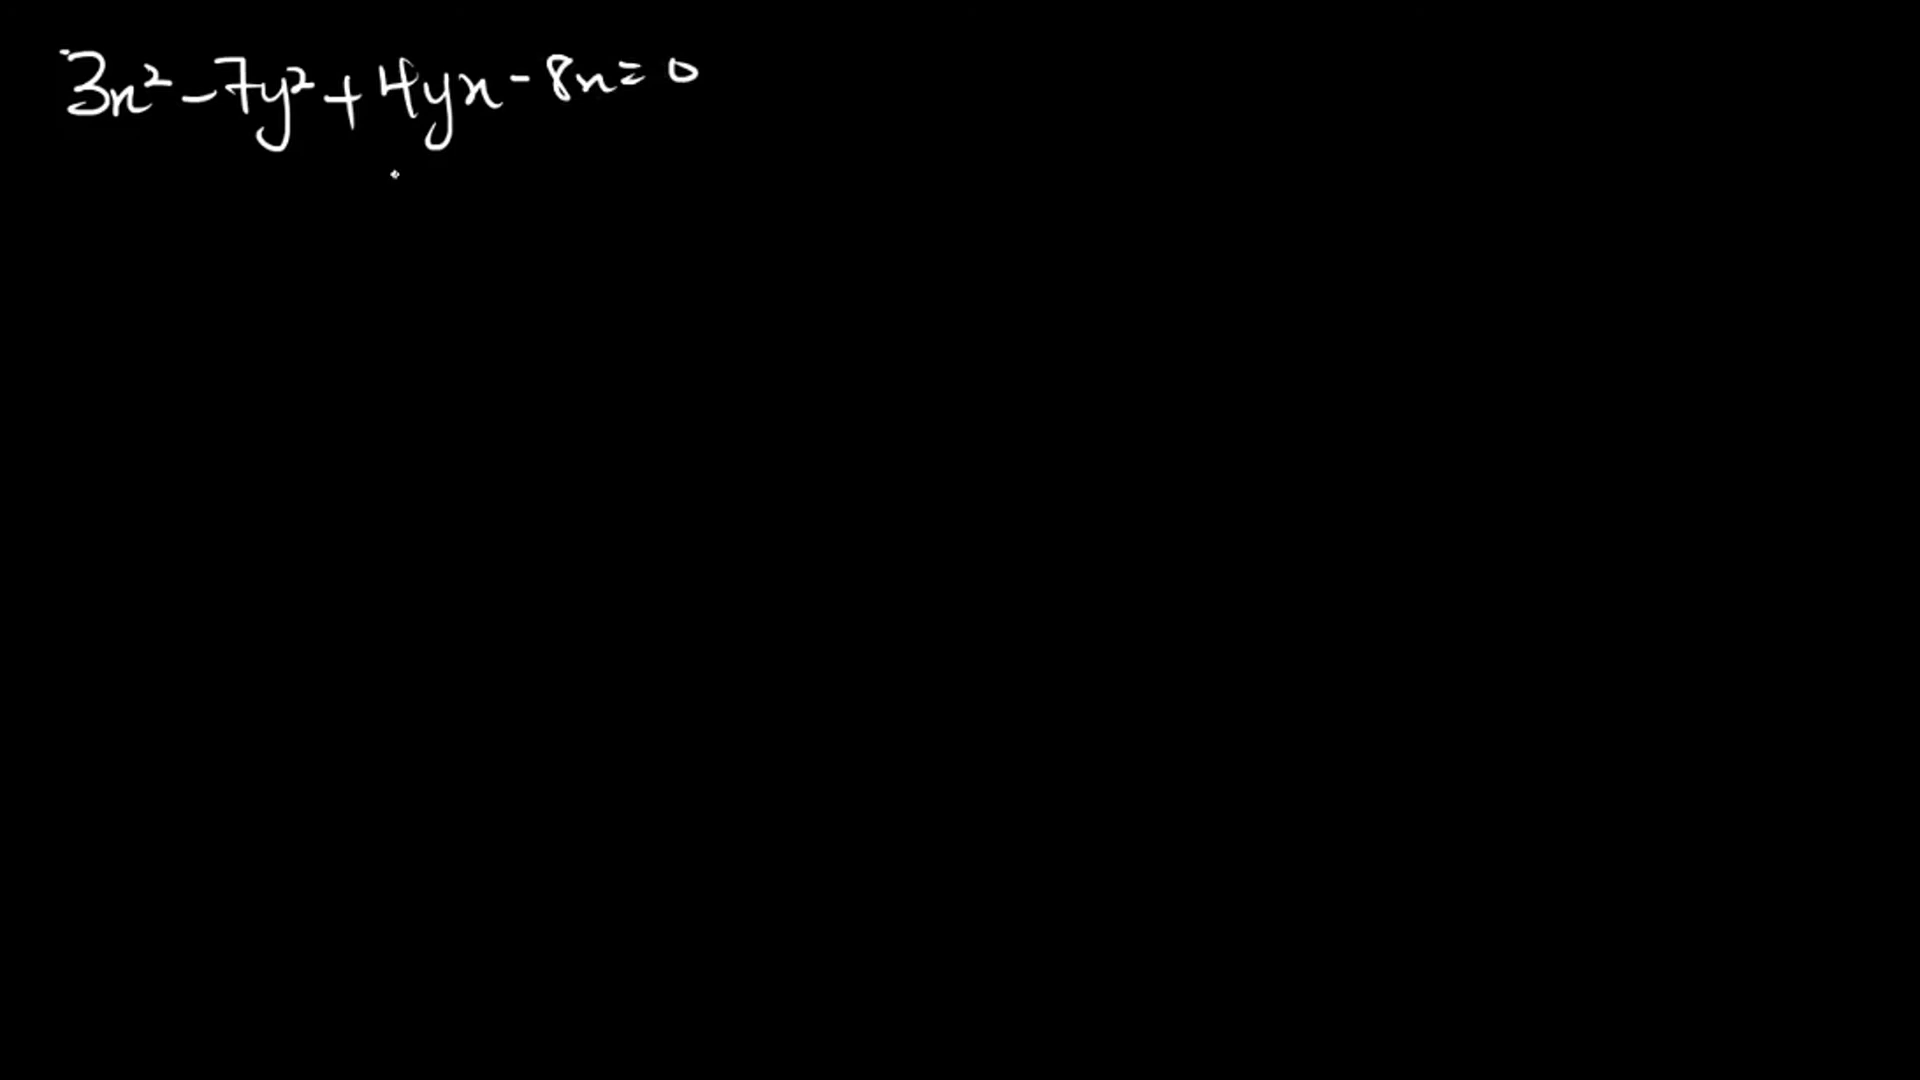 3x² - 7y² + 4yx - 8x = 0